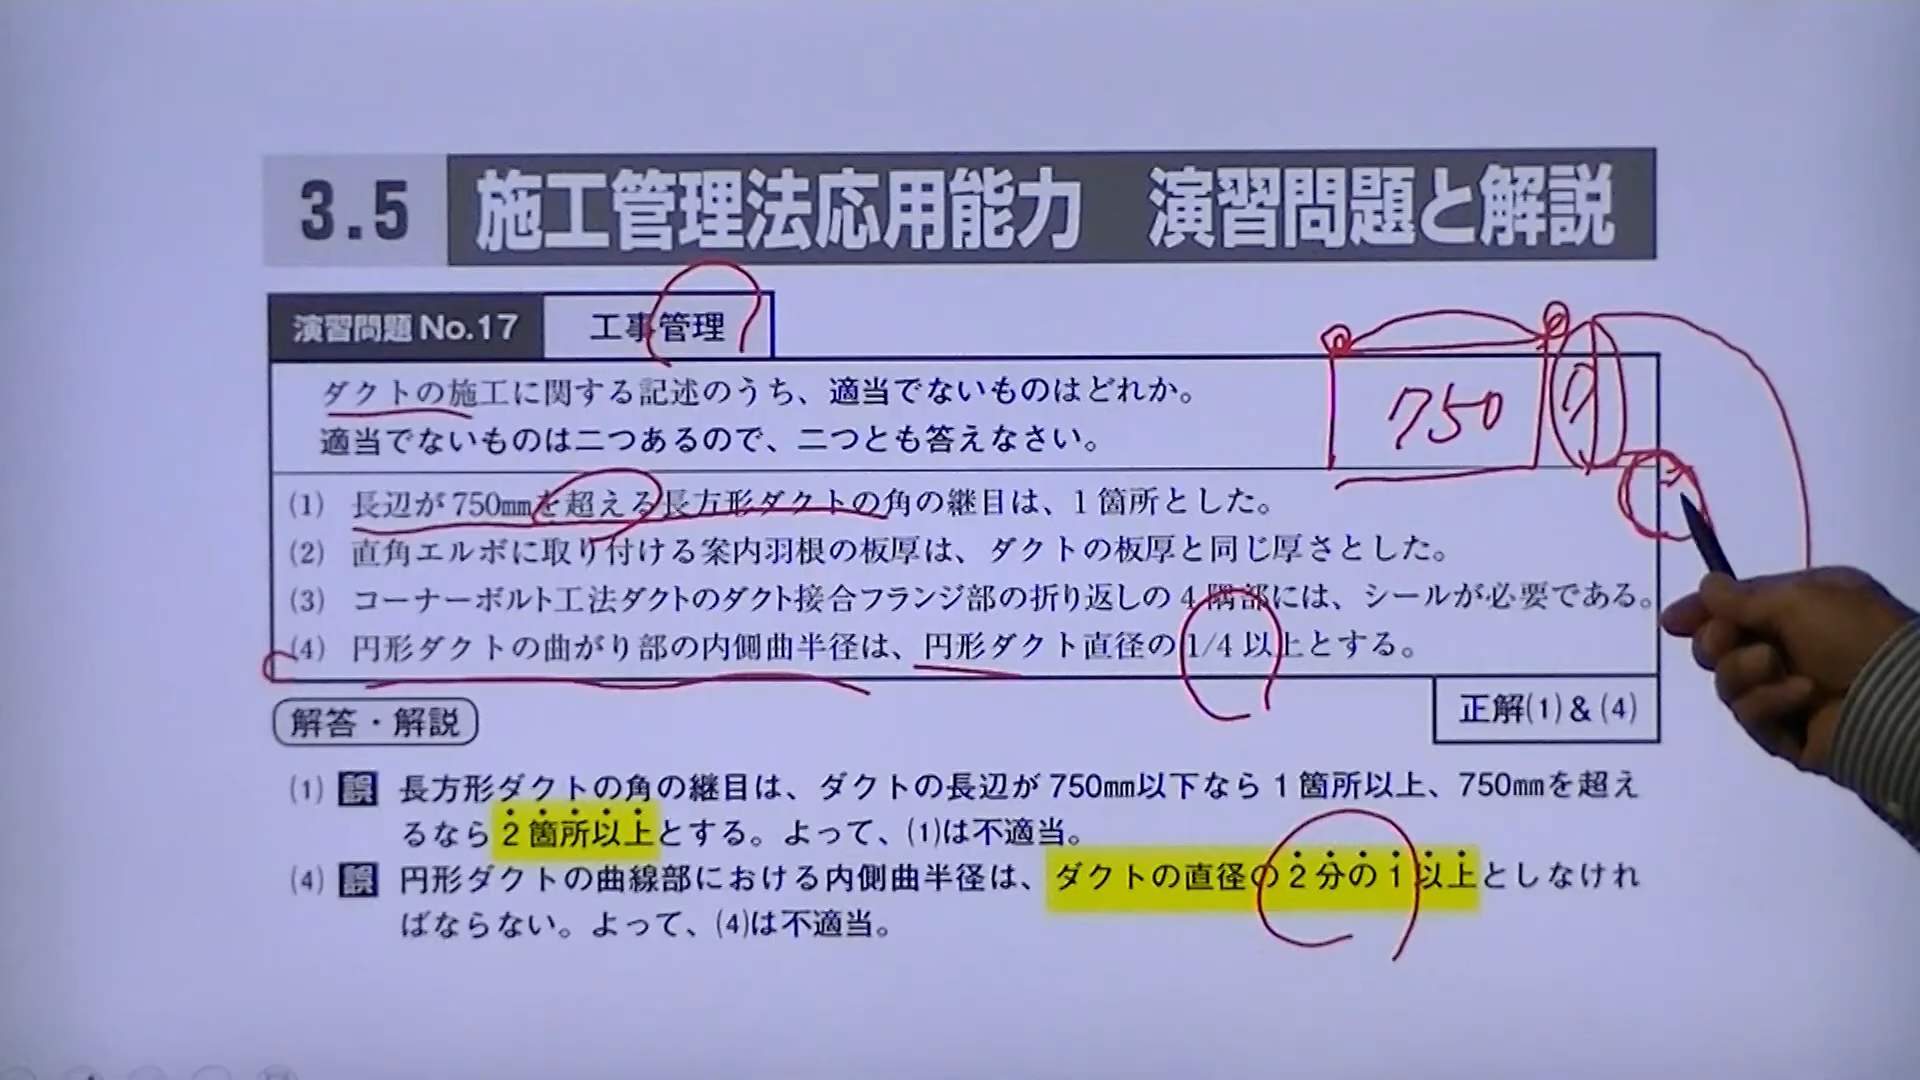 3.5 施工管理法応用能力 演習問題と解説
演習問題 No.17 工事管理
ダクトの施工に関する記述のうち、適当でないものはどれか。
適当でないものは二つあるので、二つとも答えなさい。
(1) 長辺が750mmを超える長方形ダクトの角の継目は、1箇所とした。
(2) 直角エルボに取り付ける案内羽根の板厚は、ダクトの板厚と同じ厚さとした。
(3) コーナーボルト工法ダクトのダクト接合フランジ部の折り返しの4隅部には、シールが必要である。
(4) 円形ダクトの曲がり部の内側曲半径は、円形ダクト直径の1/4以上とする。
750
正解(1)&(4)
解答・解説
(1) 誤 長方形ダクトの角の継目は、ダクトの長辺が750mm以下なら1箇所以上、750mmを超え
るなら2箇所以上とする。よって、(1)は不適当。
(4) 誤 円形ダクトの曲線部における内側曲半径は、ダクトの直径の2分の1以上としなけれ
ばならない。よって、(4)は不適当。